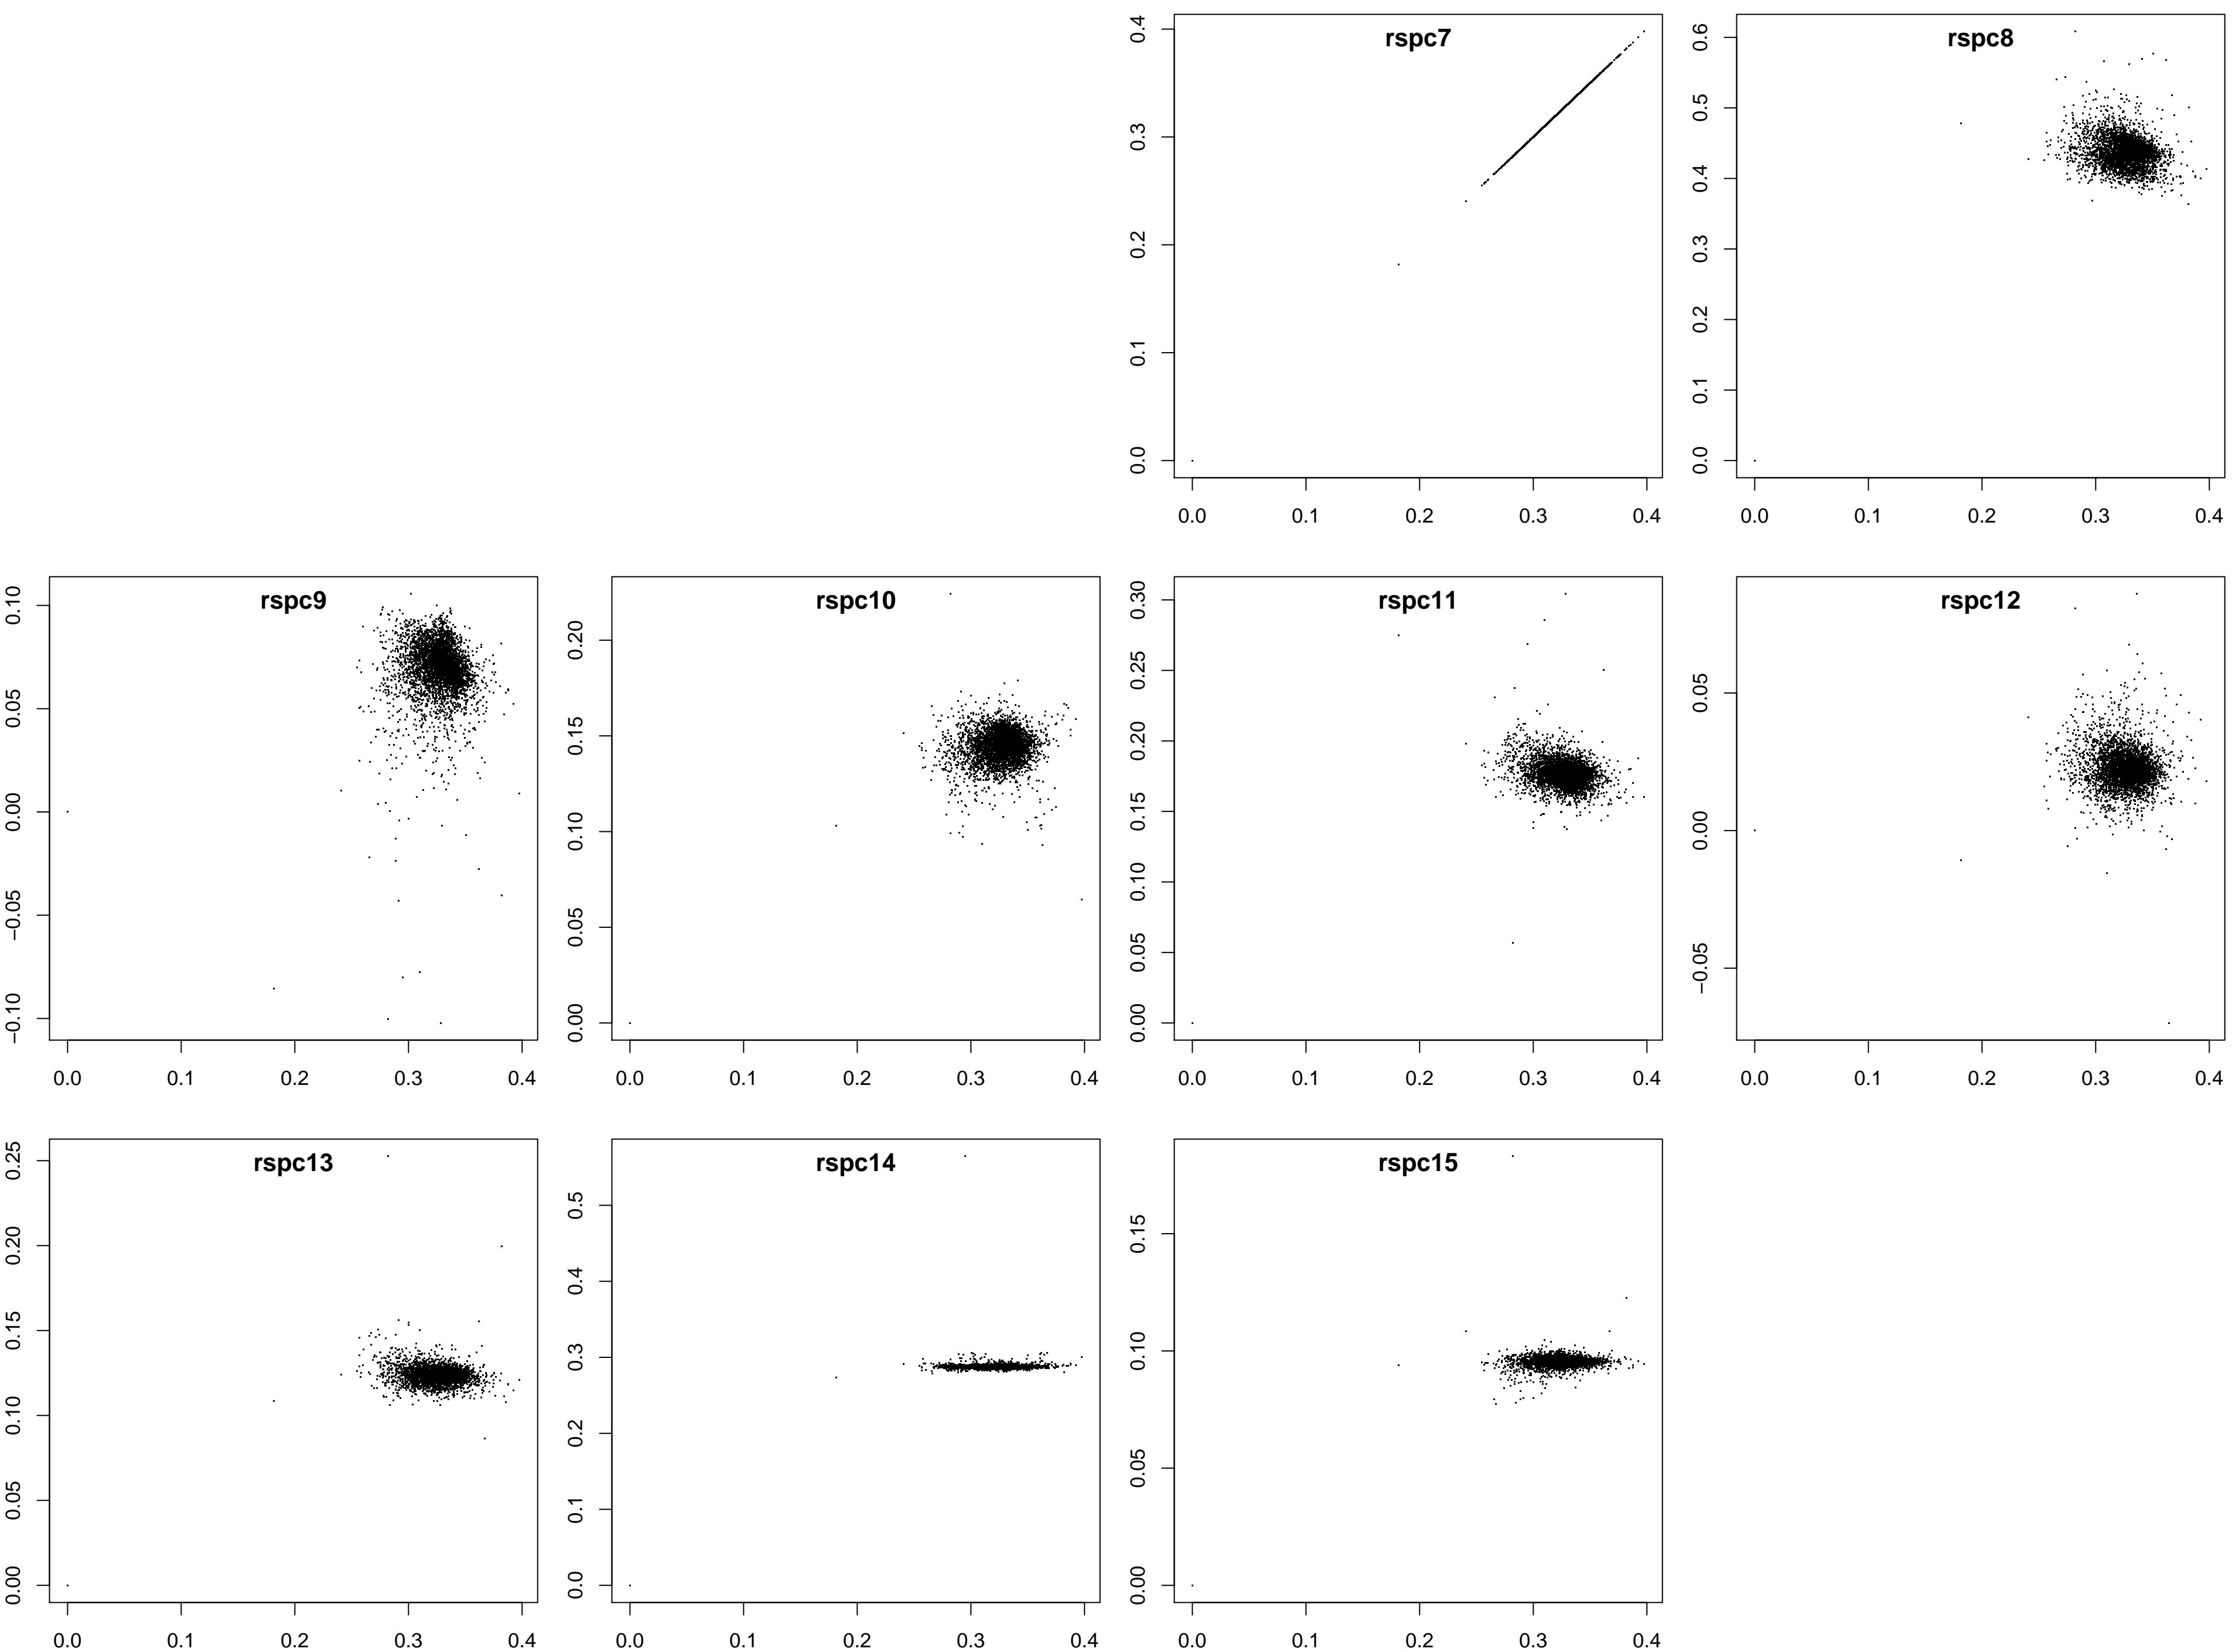 rspc7
0.0 0.1 0.2 0.3 0.4
0.0 0.1 0.2 0.3 0.4
rspc8
0.0 0.1 0.2 0.3 0.4 0.5 0.6
0.0 0.1 0.2 0.3 0.4
rspc9
−0.10 −0.05 0.00 0.05 0.10
0.0 0.1 0.2 0.3 0.4
rspc10
0.00 0.05 0.10 0.15 0.20
0.0 0.1 0.2 0.3 0.4
rspc11
0.00 0.05 0.10 0.15 0.20 0.25 0.30
0.0 0.1 0.2 0.3 0.4
rspc12
−0.05 0.00 0.05
0.0 0.1 0.2 0.3 0.4
rspc13
0.00 0.05 0.10 0.15 0.20 0.25
0.0 0.1 0.2 0.3 0.4
rspc14
0.0 0.1 0.2 0.3 0.4 0.5
0.0 0.1 0.2 0.3 0.4
rspc15
0.00 0.05 0.10 0.15
0.0 0.1 0.2 0.3 0.4